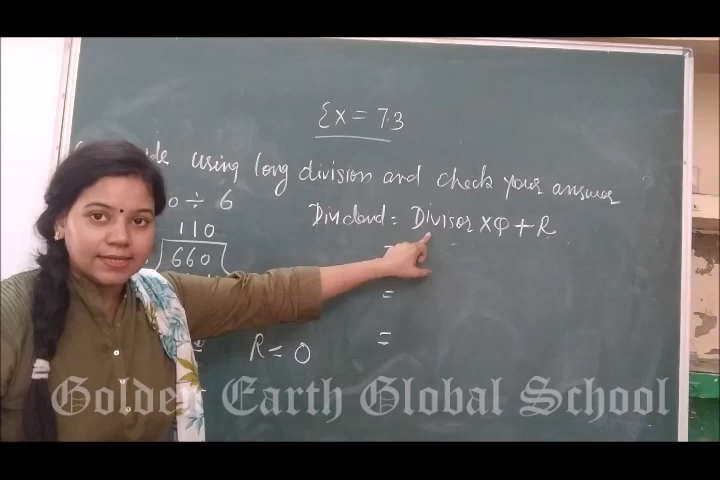 Ex = 7.3
using long division and check your answer
0 ÷ 6
Dividend = Divisor X Q + R
110
660
=
=
R = 0
=
Golden Earth Global School